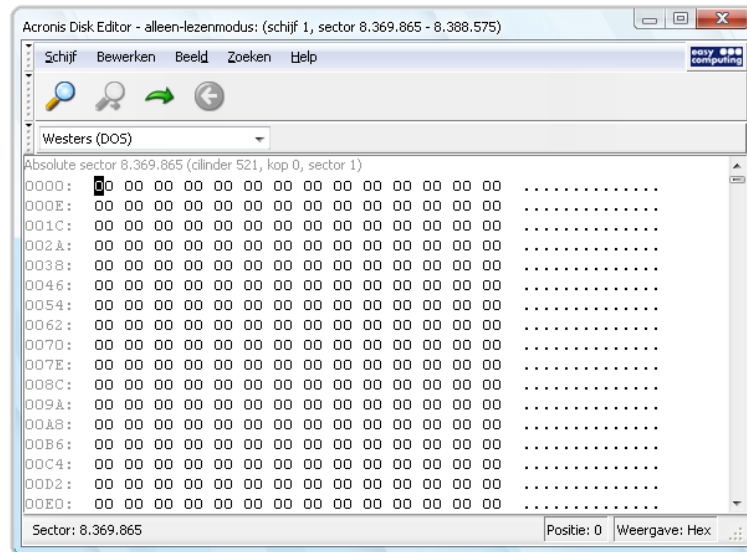 Acronis Disk Editor - alleen-lezenmodus: (schijf 1, sector 8.369.865 - 8.388.575)
Schijf Bewerken Beeld Zoeken Help
easy computing
Westers (DOS)
Absolute sector 8.369.865 (cilinder 521, kop 0, sector 1)
0000: 00 00 00 00 00 00 00 00 00 00 00 00 00 00 ..............
000E: 00 00 00 00 00 00 00 00 00 00 00 00 00 00 ..............
001C: 00 00 00 00 00 00 00 00 00 00 00 00 00 00 ..............
002A: 00 00 00 00 00 00 00 00 00 00 00 00 00 00 ..............
0038: 00 00 00 00 00 00 00 00 00 00 00 00 00 00 ..............
0046: 00 00 00 00 00 00 00 00 00 00 00 00 00 00 ..............
0054: 00 00 00 00 00 00 00 00 00 00 00 00 00 00 ..............
0062: 00 00 00 00 00 00 00 00 00 00 00 00 00 00 ..............
0070: 00 00 00 00 00 00 00 00 00 00 00 00 00 00 ..............
007E: 00 00 00 00 00 00 00 00 00 00 00 00 00 00 ..............
008C: 00 00 00 00 00 00 00 00 00 00 00 00 00 00 ..............
009A: 00 00 00 00 00 00 00 00 00 00 00 00 00 00 ..............
00A8: 00 00 00 00 00 00 00 00 00 00 00 00 00 00 ..............
00B6: 00 00 00 00 00 00 00 00 00 00 00 00 00 00 ..............
00C4: 00 00 00 00 00 00 00 00 00 00 00 00 00 00 ..............
00D2: 00 00 00 00 00 00 00 00 00 00 00 00 00 00 ..............
00E0: 00 00 00 00 00 00 00 00 00 00 00 00 00 00 ..............
Sector: 8.369.865 Positie: 0 Weergave: Hex